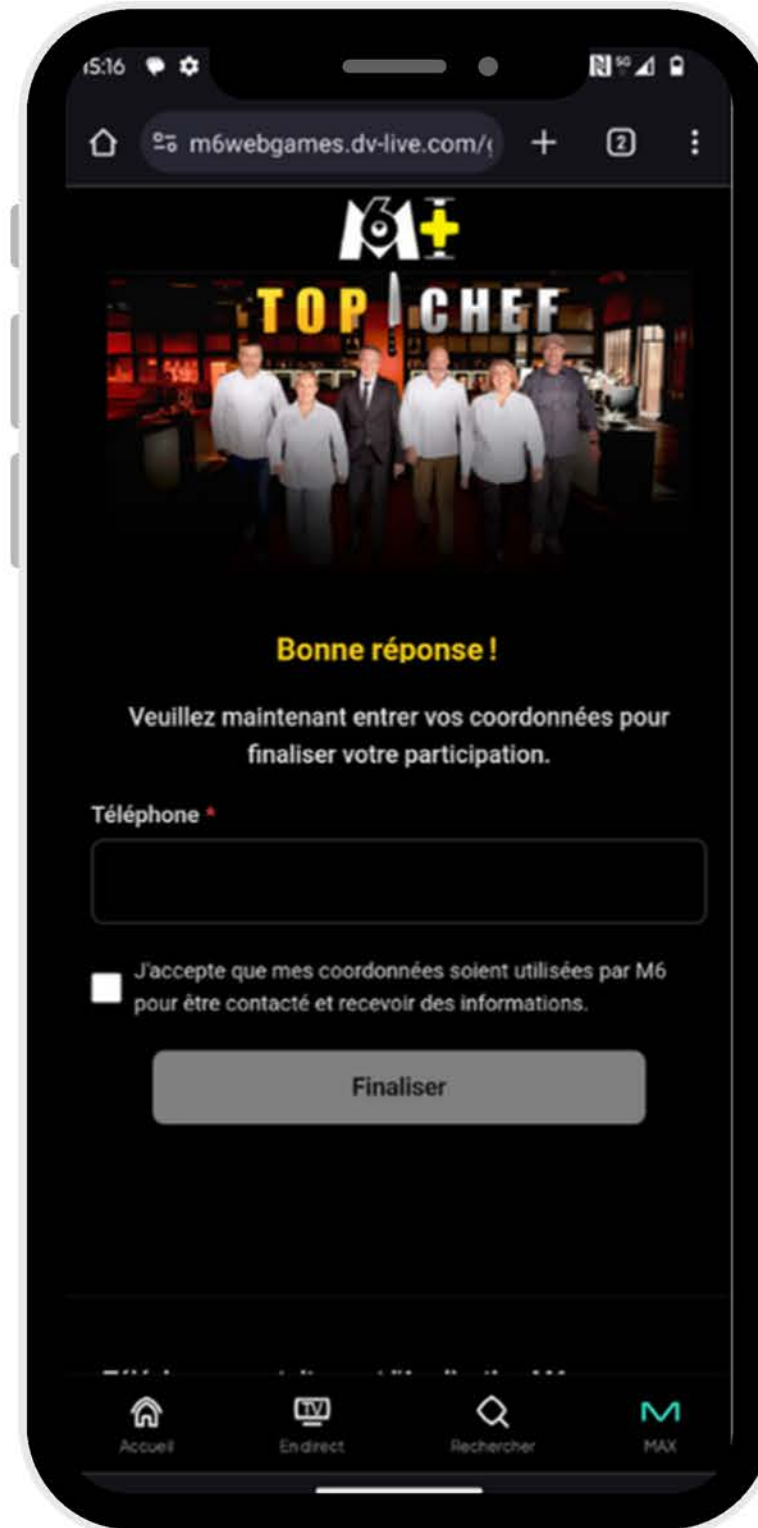 15:16
5G
m6webgames.dv-live.com/g
2
M6+
TOP CHEF
Bonne réponse !
Veuillez maintenant entrer vos coordonnées pour
finaliser votre participation.
Téléphone *
J'accepte que mes coordonnées soient utilisées par M6
pour être contacté et recevoir des informations.
Finaliser
TV
Accueil
En direct
Rechercher
MAX